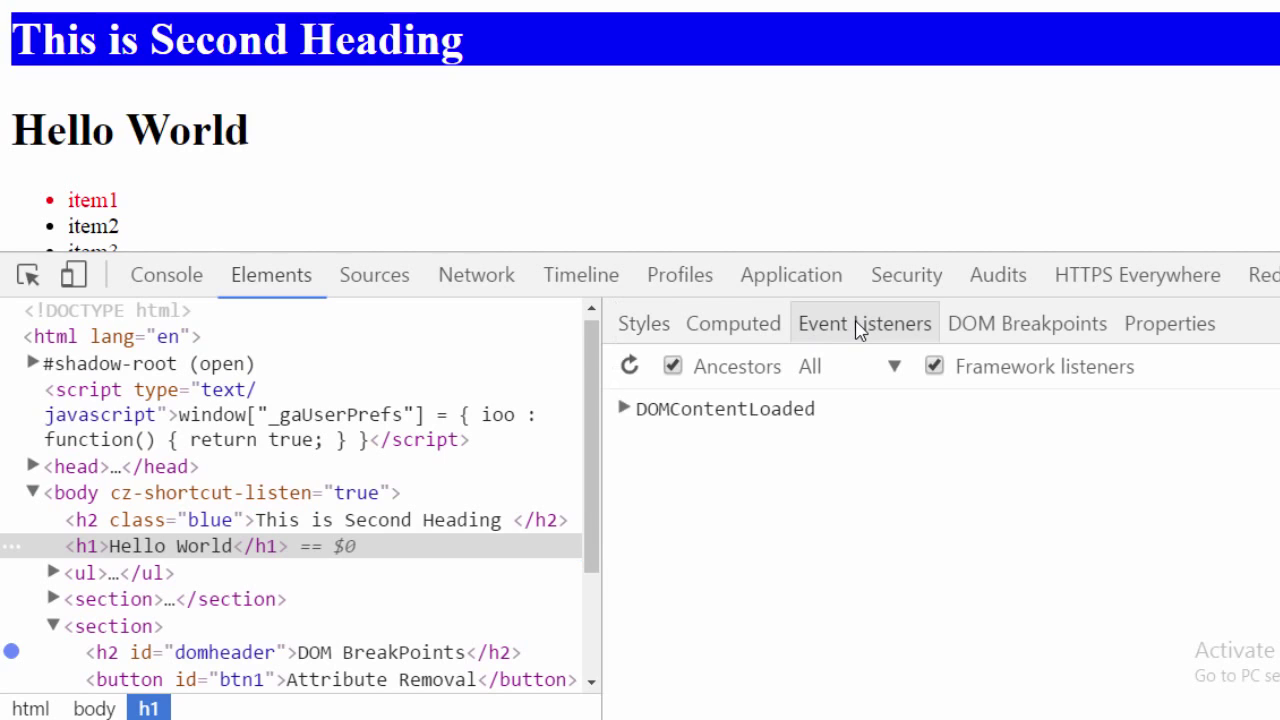 This is Second Heading
Hello World
item1
item2
item3
Console Elements Sources Network Timeline Profiles Application Security Audits HTTPS Everywhere Red
<!DOCTYPE html>
<html lang="en">
#shadow-root (open)
<script type="text/
javascript">window["_gaUserPrefs"] = { ioo :
function() { return true; } }</script>
<head>…</head>
<body cz-shortcut-listen="true">
<h2 class="blue">This is Second Heading </h2>
... <h1>Hello World</h1> == $0
<ul>…</ul>
<section>…</section>
<section>
<h2 id="domheader">DOM BreakPoints</h2>
<button id="btn1">Attribute Removal</button>
html body h1
Styles Computed Event Listeners DOM Breakpoints Properties
Ancestors All Framework listeners
DOMContentLoaded
Activate
Go to PC se